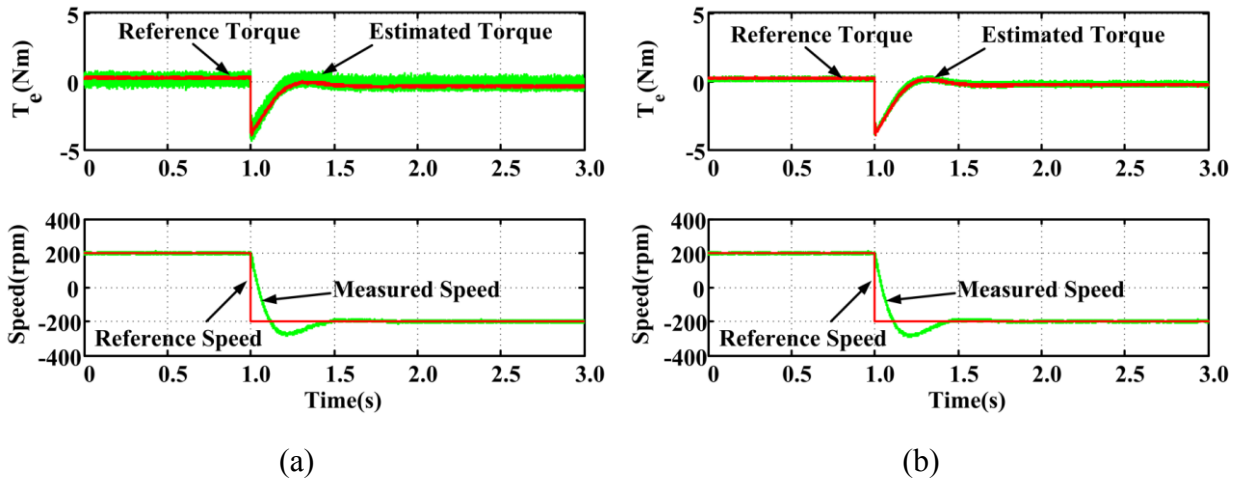 5
Reference Torque
Estimated Torque
T_e(Nm)
0
-5
0 0.5 1.0 1.5 2.0 2.5 3.0
400
200
Speed(rpm)
0
Measured Speed
-200
Reference Speed
-400
0 0.5 1.0 1.5 2.0 2.5 3.0
Time(s)
(a)
5
Reference Torque
Estimated Torque
T_e(Nm)
0
-5
0 0.5 1.0 1.5 2.0 2.5 3.0
400
200
Speed(rpm)
0
Measured Speed
-200
Reference Speed
-400
0 0.5 1.0 1.5 2.0 2.5 3.0
Time(s)
(b)